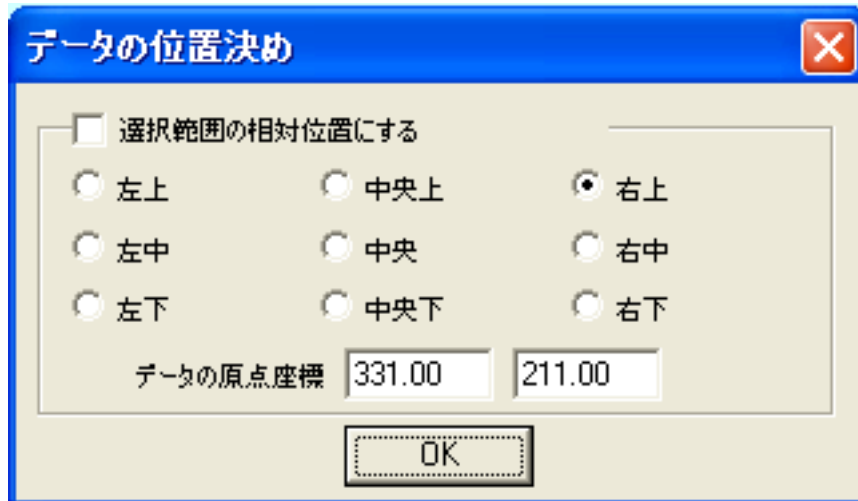 データの位置決め
選択範囲の相対位置にする
左上 中央上 右上
左中 中央 右中
左下 中央下 右下
データの原点座標 331.00 211.00
OK